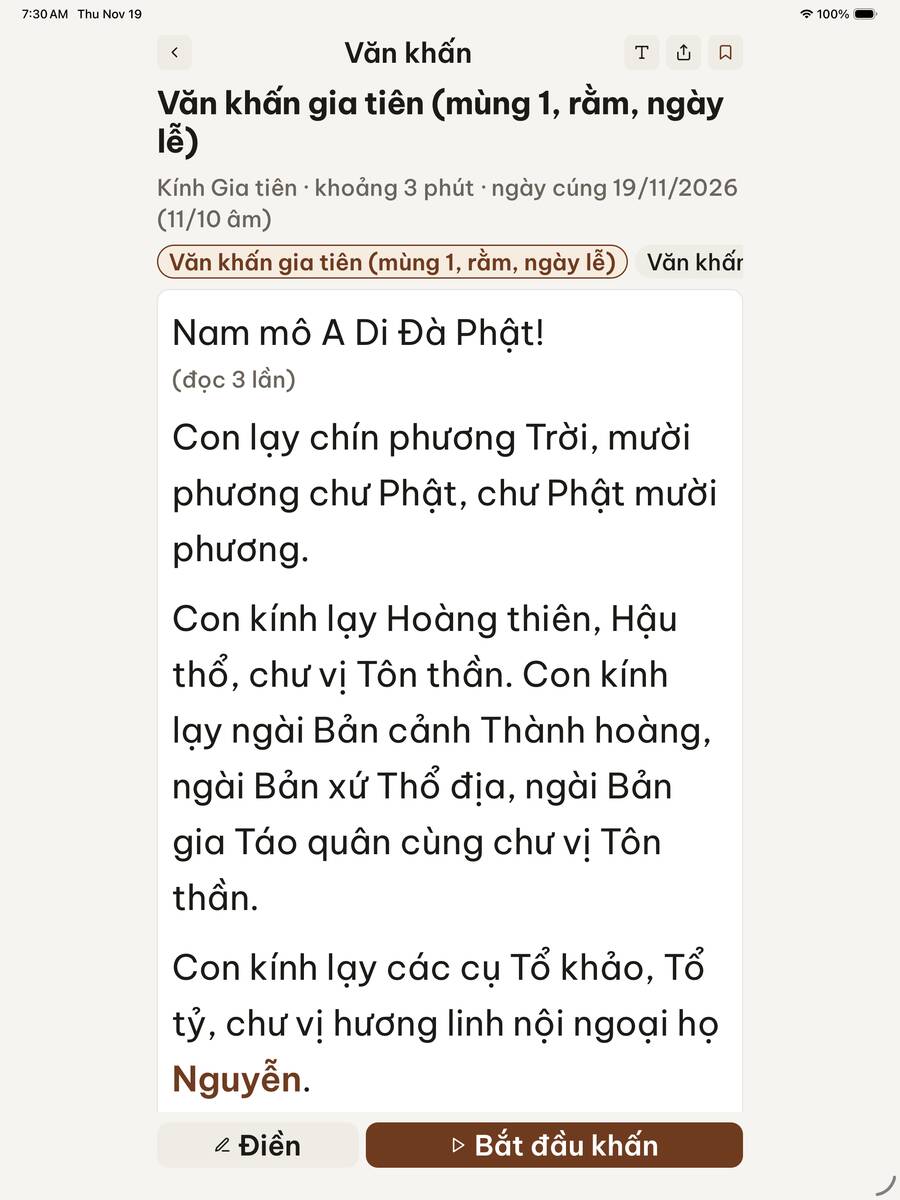 7:30 AM Thu Nov 19
100%
Văn khấn
Văn khấn gia tiên (mùng 1, rằm, ngày
lễ)
Kính Gia tiên · khoảng 3 phút · ngày cúng 19/11/2026
(11/10 âm)
Văn khấn gia tiên (mùng 1, rằm, ngày lễ)
Văn khấn
Nam mô A Di Đà Phật!
(đọc 3 lần)
Con lạy chín phương Trời, mười
phương chư Phật, chư Phật mười
phương.
Con kính lạy Hoàng thiên, Hậu
thổ, chư vị Tôn thần. Con kính
lạy ngài Bản cảnh Thành hoàng,
ngài Bản xứ Thổ địa, ngài Bản
gia Táo quân cùng chư vị Tôn
thần.
Con kính lạy các cụ Tổ khảo, Tổ
tỷ, chư vị hương linh nội ngoại họ
Nguyễn.
Điền
Bắt đầu khấn